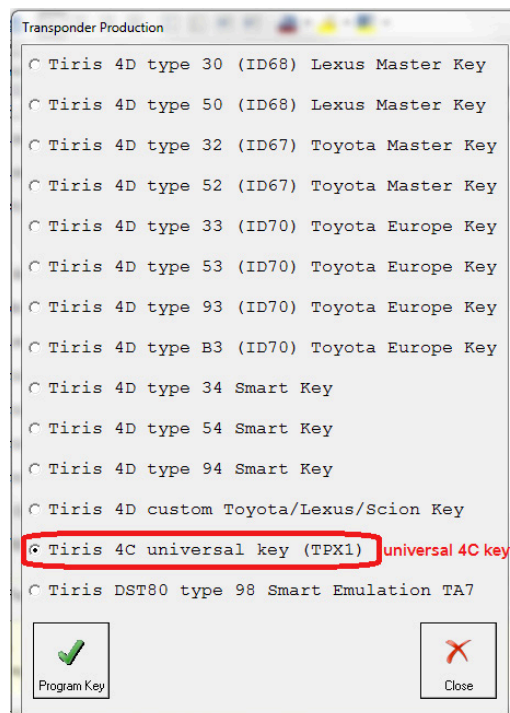 Transponder Production
Tiris 4D type 30 (ID68) Lexus Master Key
Tiris 4D type 50 (ID68) Lexus Master Key
Tiris 4D type 32 (ID67) Toyota Master Key
Tiris 4D type 52 (ID67) Toyota Master Key
Tiris 4D type 33 (ID70) Toyota Europe Key
Tiris 4D type 53 (ID70) Toyota Europe Key
Tiris 4D type 93 (ID70) Toyota Europe Key
Tiris 4D type B3 (ID70) Toyota Europe Key
Tiris 4D type 34 Smart Key
Tiris 4D type 54 Smart Key
Tiris 4D type 94 Smart Key
Tiris 4D custom Toyota/Lexus/Scion Key
Tiris 4C universal key (TPX1) universal 4C key
Tiris DST80 type 98 Smart Emulation TA7
Program Key Close